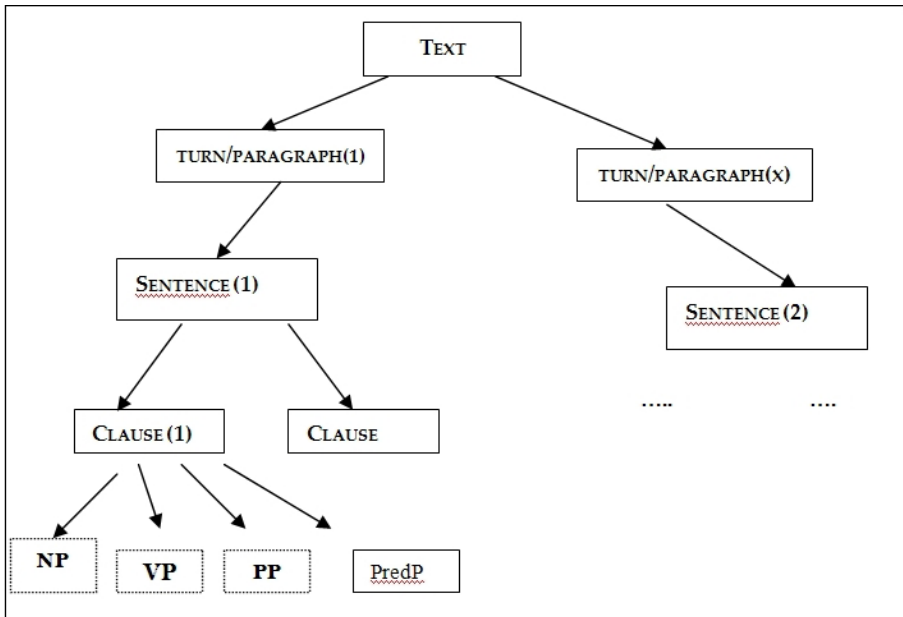 TEXT
TURN/PARAGRAPH(1)
TURN/PARAGRAPH(X)
SENTENCE(1)
SENTENCE(2)
..... ....
CLAUSE(1)
CLAUSE
NP
VP
PP
PredP